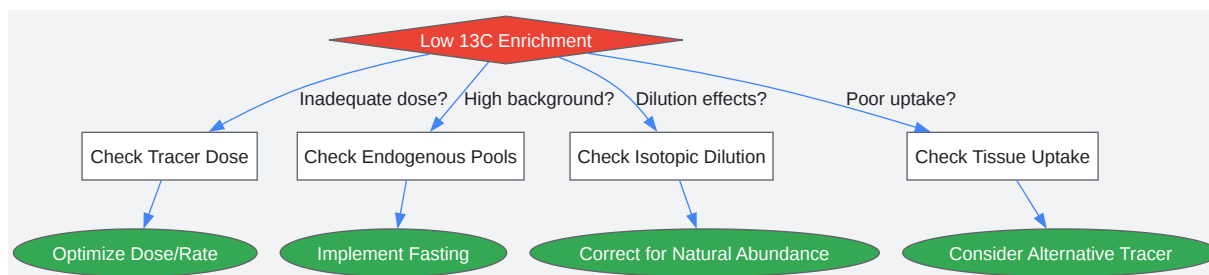 Low 13C Enrichment
Inadequate dose?
High background?
Dilution effects?
Poor uptake?
Check Tracer Dose
Check Endogenous Pools
Check Isotopic Dilution
Check Tissue Uptake
Optimize Dose/Rate
Implement Fasting
Correct for Natural Abundance
Consider Alternative Tracer